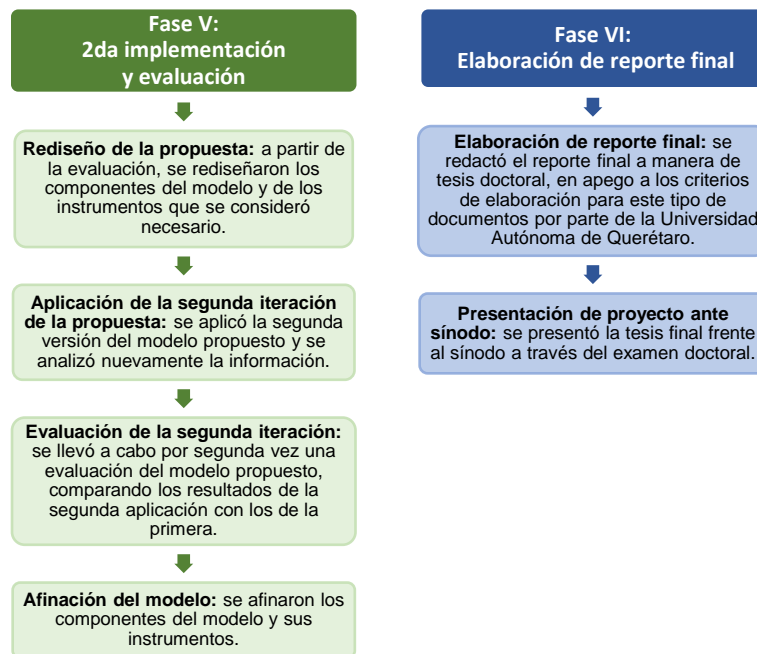 Fase V:
2da implementación
y evaluación
Rediseño de la propuesta: a partir de
la evaluación, se rediseñaron los
componentes del modelo y de los
instrumentos que se consideró
necesario.
Aplicación de la segunda iteración
de la propuesta: se aplicó la segunda
versión del modelo propuesto y se
analizó nuevamente la información.
Evaluación de la segunda iteración:
se llevó a cabo por segunda vez una
evaluación del modelo propuesto,
comparando los resultados de la
segunda aplicación con los de la
primera.
Afinación del modelo: se afinaron los
componentes del modelo y sus
instrumentos.
Fase VI:
Elaboración de reporte final
Elaboración de reporte final: se
redactó el reporte final a manera de
tesis doctoral, en apego a los criterios
de elaboración para este tipo de
documentos por parte de la Universidad
Autónoma de Querétaro.
Presentación de proyecto ante
sínodo: se presentó la tesis final frente
al sínodo a través del examen doctoral.